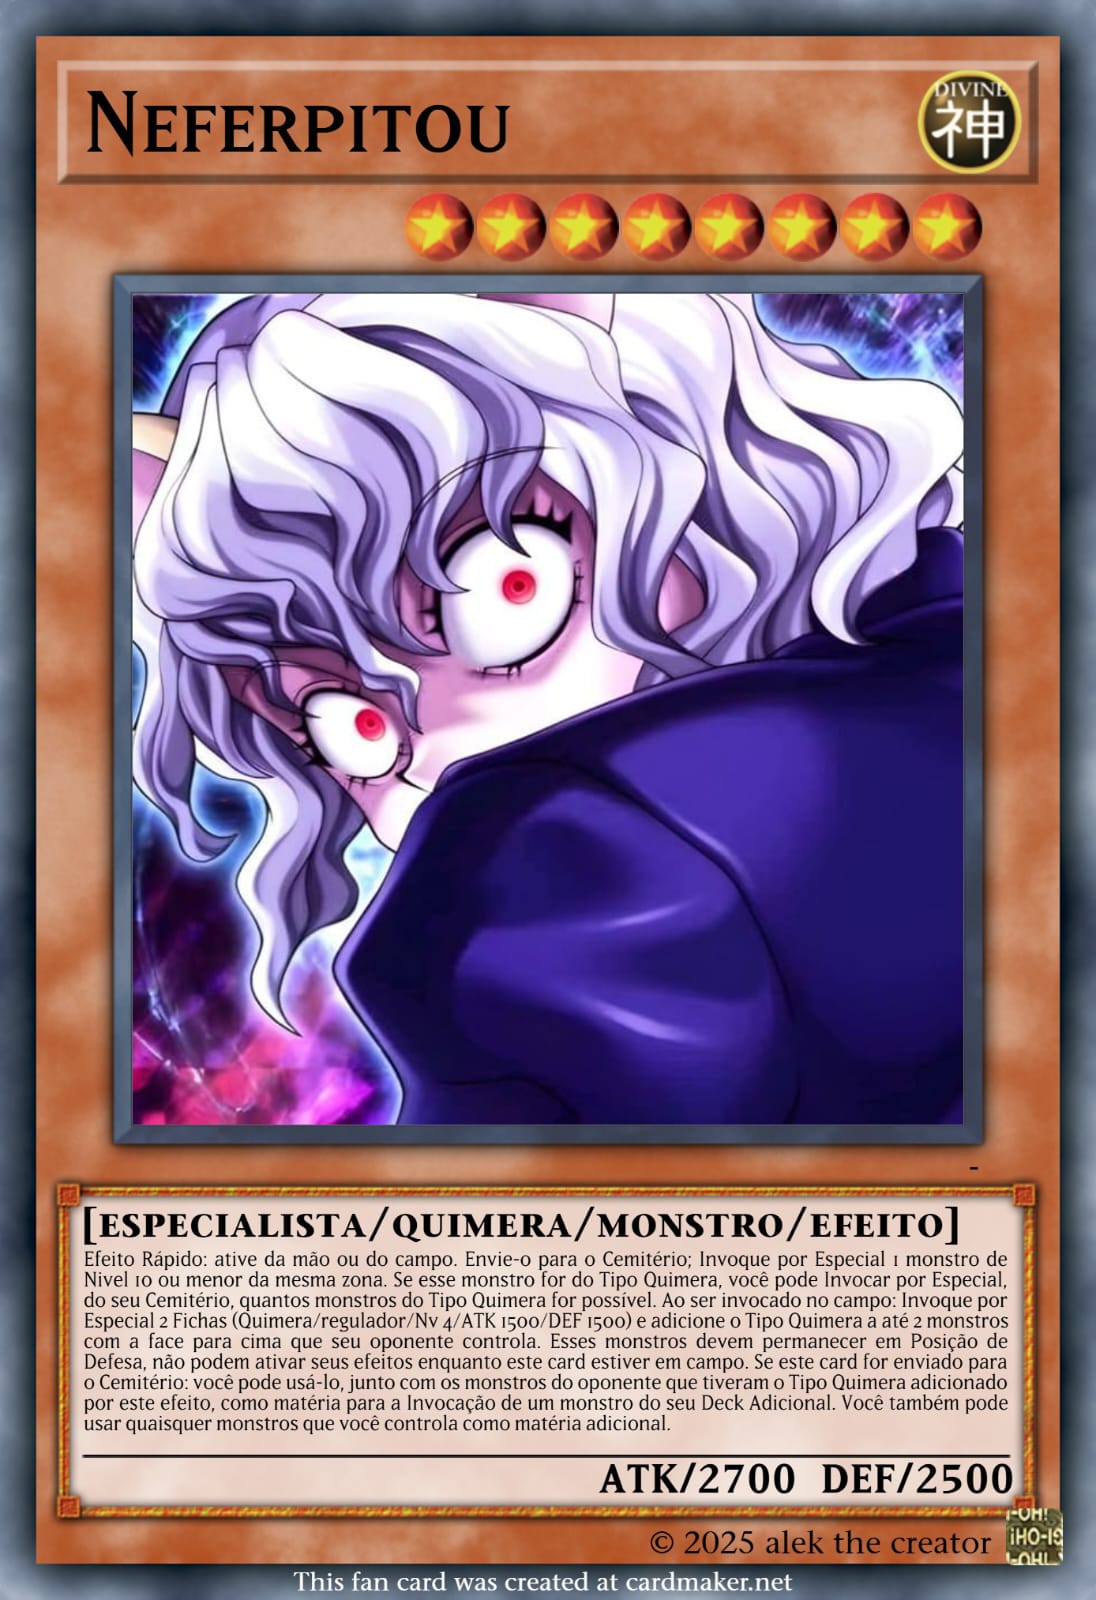 Neferpitou
DIVINE
神
-
[ESPECIALISTA/QUIMERA/MONSTRO/EFEITO]
Efeito Rápido: ative da mão ou do campo. Envie-o para o Cemitério; Invoque por Especial 1 monstro de
Nivel 10 ou menor da mesma zona. Se esse monstro for do Tipo Quimera, você pode Invocar por Especial,
do seu Cemitério, quantos monstros do Tipo Quimera for possível. Ao ser invocado no campo: Invoque por
Especial 2 Fichas (Quimera/regulador/Nv 4/ATK 1500/DEF 1500) e adicione o Tipo Quimera a até 2 monstros
com a face para cima que seu oponente controla. Esses monstros devem permanecer em Posição de
Defesa, não podem ativar seus efeitos enquanto este card estiver em campo. Se este card for enviado para
o Cemitério: você pode usá-lo, junto com os monstros do oponente que tiveram o Tipo Quimera adicionado
por este efeito, como matéria para a Invocação de um monstro do seu Deck Adicional. Você também pode
usar quaisquer monstros que você controla como matéria adicional.
ATK/2700 DEF/2500
© 2025 alek the creator
This fan card was created at cardmaker.net